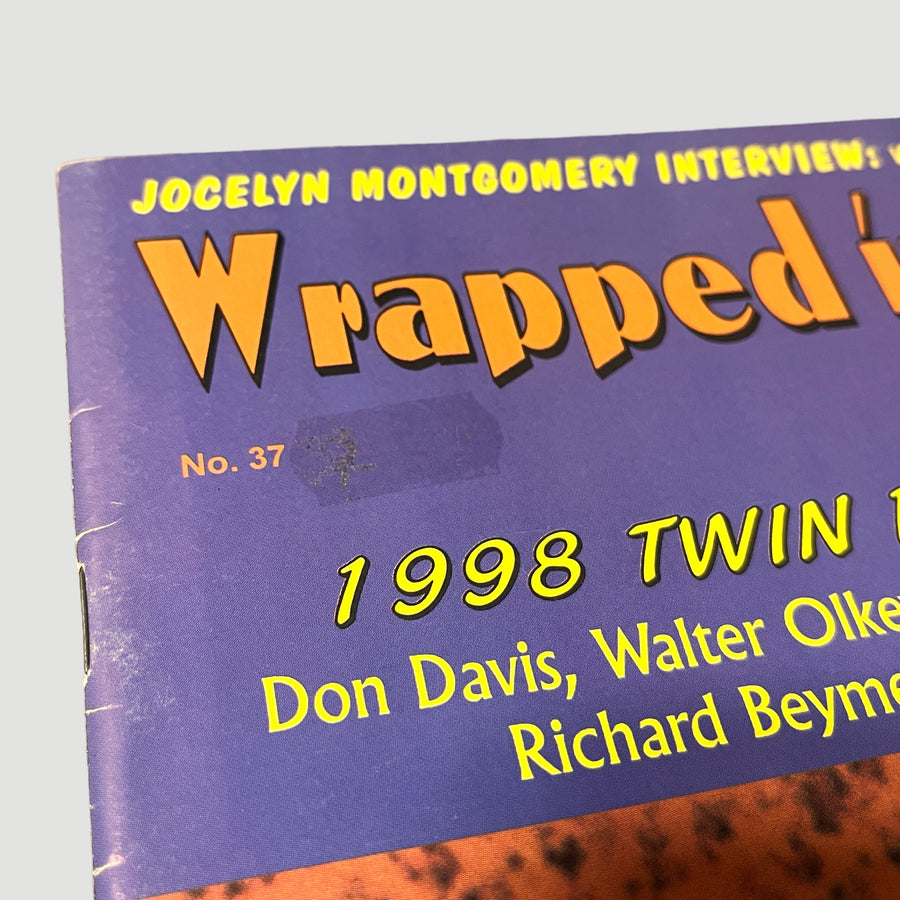 JOCELYN MONTGOMERY INTERVIEW:
Wrapped
No. 37
1998 TWIN
Don Davis, Walter
Richard